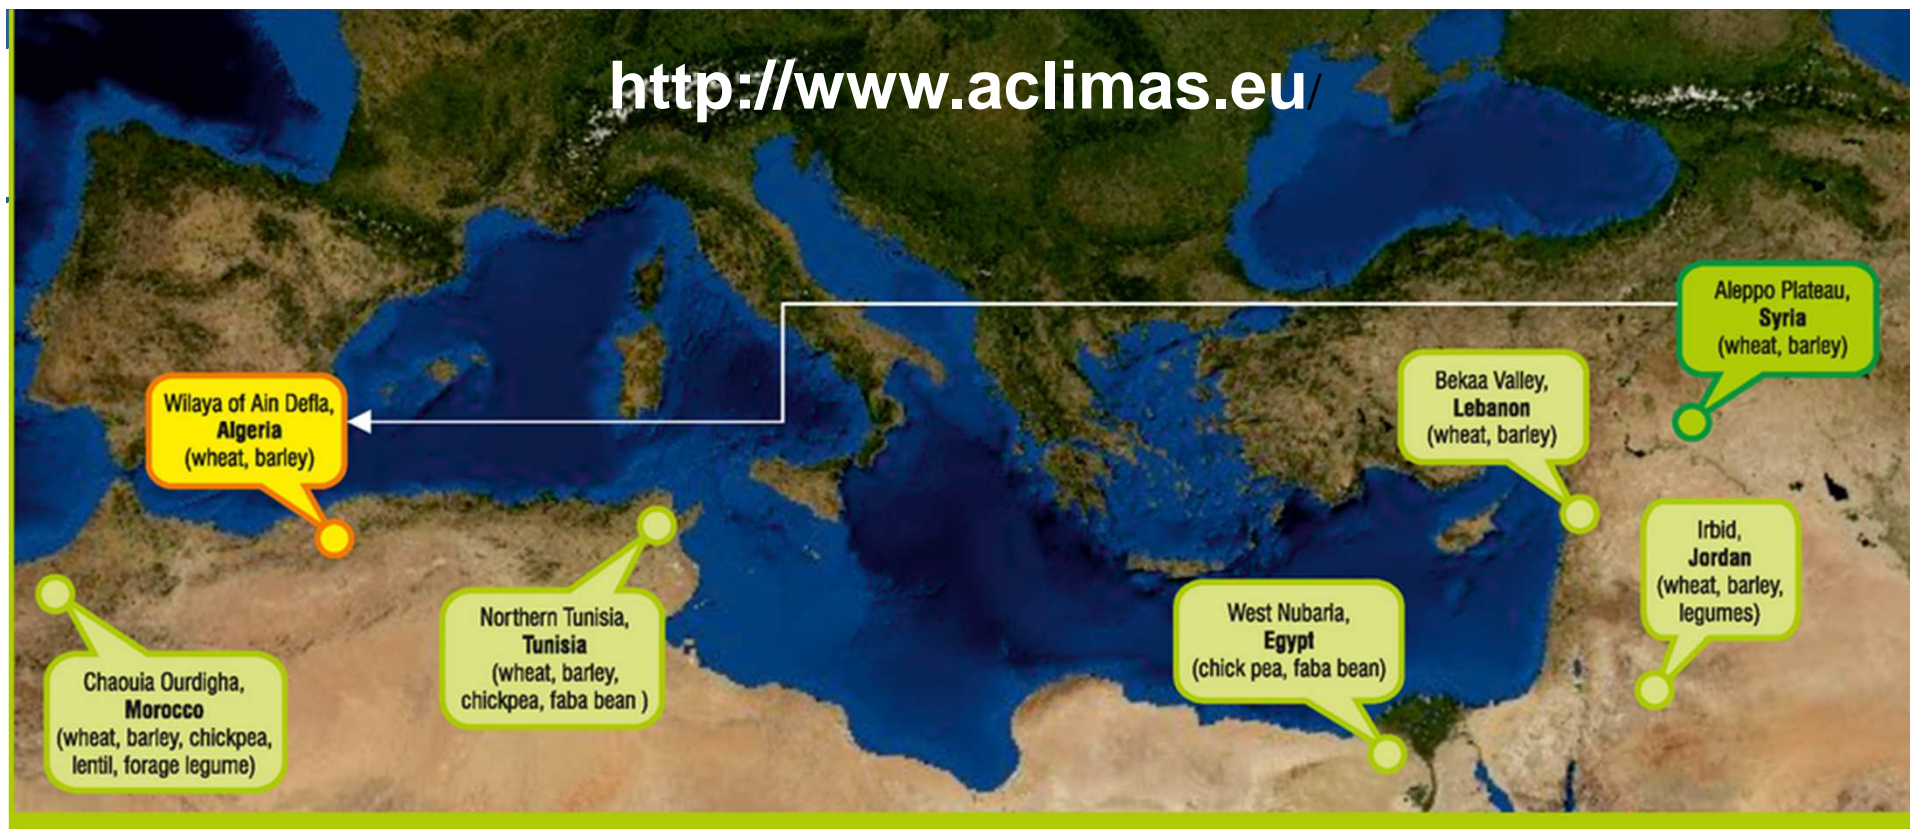 http://www.aclimas.eu/
Aleppo Plateau,
Syria
(wheat, barley)
Bekaa Valley,
Lebanon
(wheat, barley)
Wilaya of Ain Defla,
Algeria
(wheat, barley)
Irbid,
Jordan
(wheat, barley,
legumes)
Northern Tunisia,
Tunisia
(wheat, barley,
chickpea, faba bean )
West Nubaria,
Egypt
(chick pea, faba bean)
Chaouia Ourdigha,
Morocco
(wheat, barley, chickpea,
lentil, forage legume)